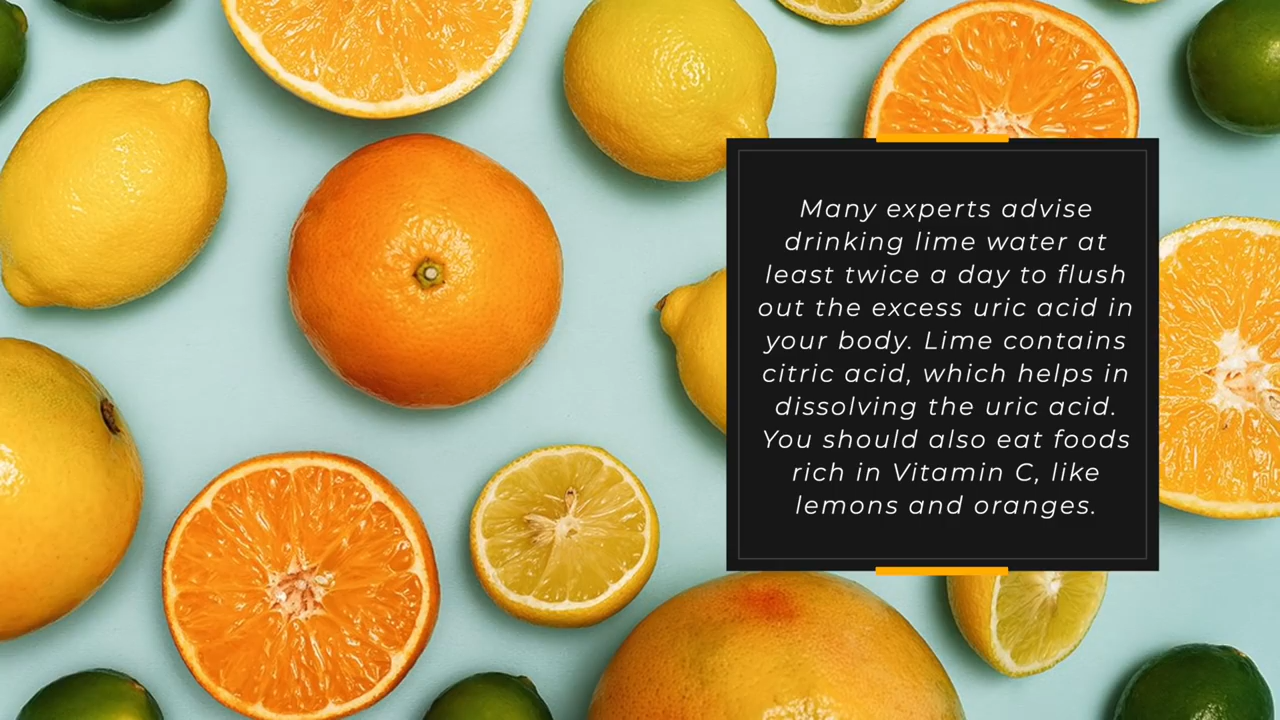 Many experts advise
drinking lime water at
least twice a day to flush
out the excess uric acid in
your body. Lime contains
citric acid, which helps in
dissolving the uric acid.
You should also eat foods
rich in Vitamin C, like
lemons and oranges.